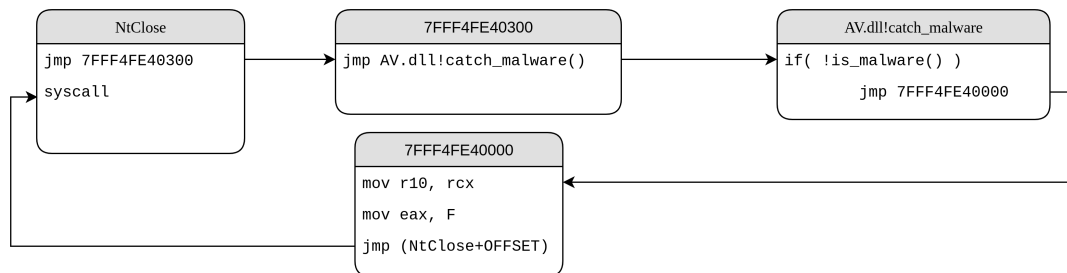 NtClose
jmp 7FFF4FE40300
syscall
7FFF4FE40300
jmp AV.dll!catch_malware()
AV.dll!catch_malware
if( !is_malware() )
jmp 7FFF4FE40000
7FFF4FE40000
mov r10, rcx
mov eax, F
jmp (NtClose+OFFSET)